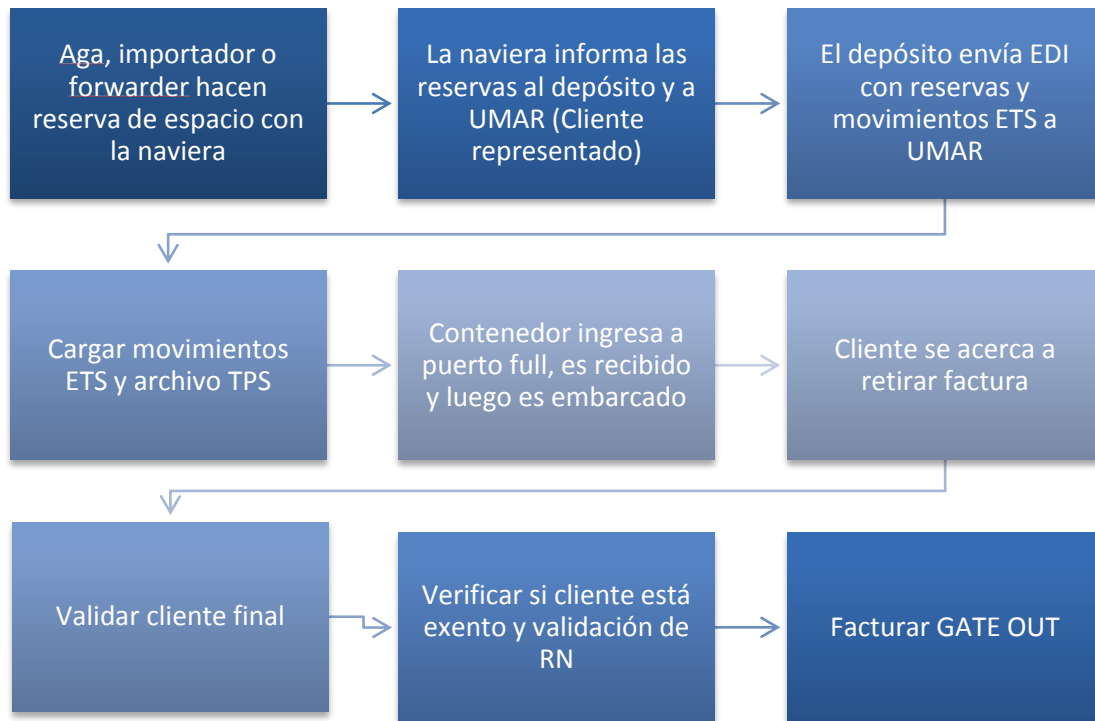 Aga, importador o
forwarder hacen
reserva de espacio con
la naviera
La naviera informa las
reservas al depósito y a
UMAR (Cliente
representado)
El depósito envía EDI
con reservas y
movimientos ETS a
UMAR
Cargar movimientos
ETS y archivo TPS
Contenedor ingresa a
puerto full, es recibido
y luego es embarcado
Cliente se acerca a
retirar factura
Validar cliente final
Verificar si cliente está
exento y validación de
RN
Facturar GATE OUT